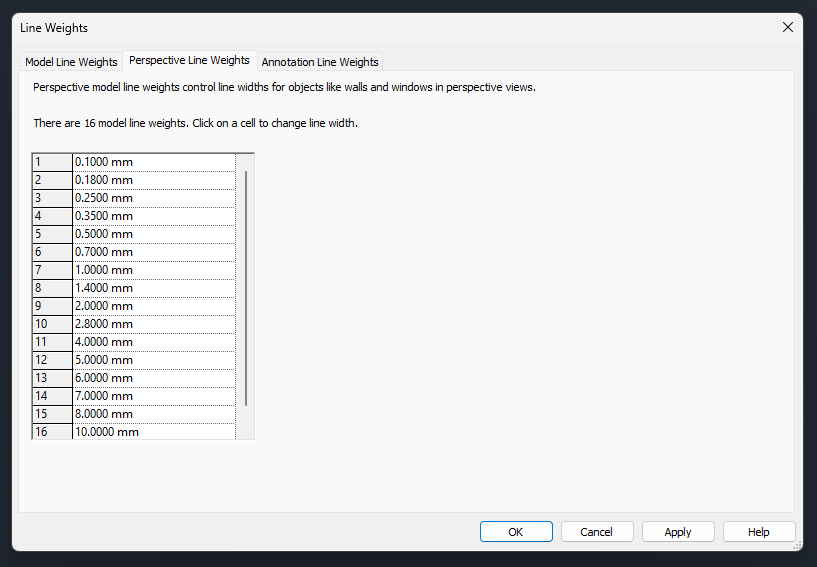 Line Weights
Model Line Weights Perspective Line Weights Annotation Line Weights
Perspective model line weights control line widths for objects like walls and windows in perspective views.
There are 16 model line weights. Click on a cell to change line width.
1 0.1000 mm
2 0.1800 mm
3 0.2500 mm
4 0.3500 mm
5 0.5000 mm
6 0.7000 mm
7 1.0000 mm
8 1.4000 mm
9 2.0000 mm
10 2.8000 mm
11 4.0000 mm
12 5.0000 mm
13 6.0000 mm
14 7.0000 mm
15 8.0000 mm
16 10.0000 mm
OK Cancel Apply Help